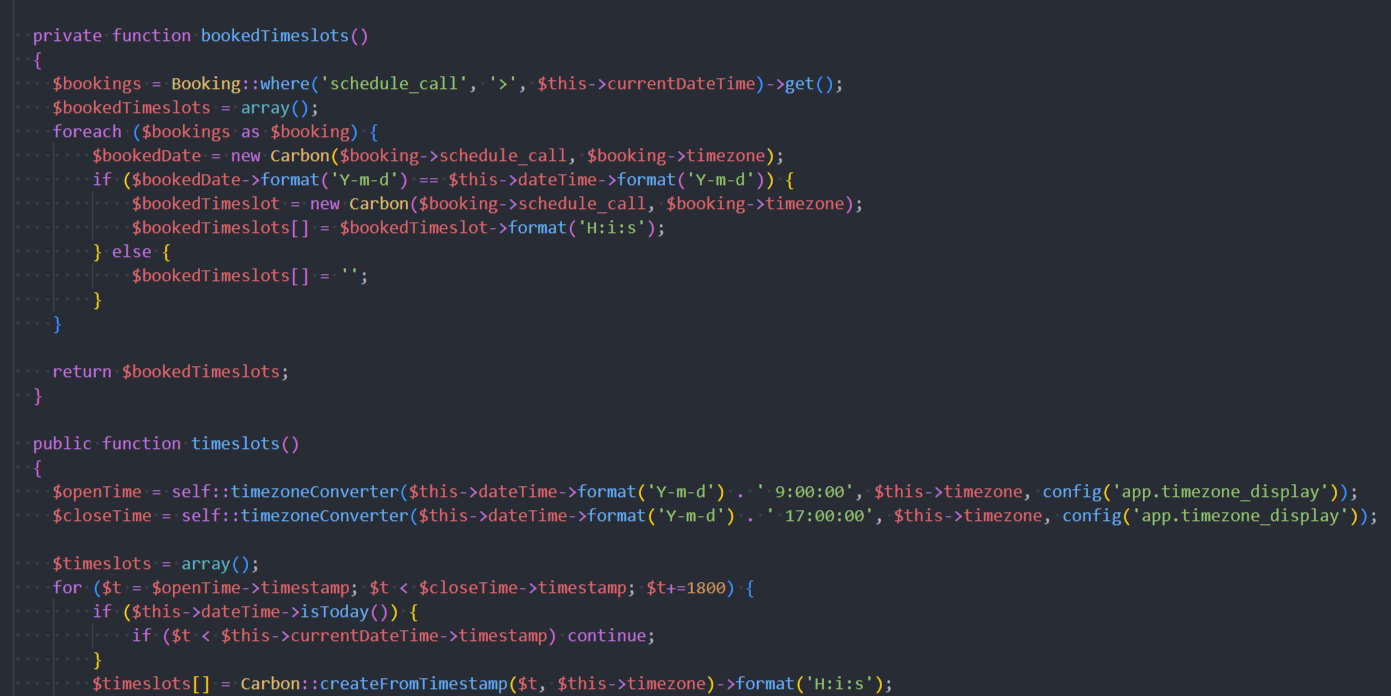 private function bookedTimeslots()
{
$bookings = Booking::where('schedule_call', '>', $this->currentDateTime)->get();
$bookedTimeslots = array();
foreach ($bookings as $booking) {
$bookedDate = new Carbon($booking->schedule_call, $booking->timezone);
if ($bookedDate->format('Y-m-d') == $this->dateTime->format('Y-m-d')) {
$bookedTimeslot = new Carbon($booking->schedule_call, $booking->timezone);
$bookedTimeslots[] = $bookedTimeslot->format('H:i:s');
} else {
$bookedTimeslots[] = '';
}
}
return $bookedTimeslots;
}
public function timeslots()
{
$openTime = self::timezoneConverter($this->dateTime->format('Y-m-d') . ' 9:00:00', $this->timezone, config('app.timezone_display'));
$closeTime = self::timezoneConverter($this->dateTime->format('Y-m-d') . ' 17:00:00', $this->timezone, config('app.timezone_display'));
$timeslots = array();
for ($t = $openTime->timestamp; $t < $closeTime->timestamp; $t+=1800) {
if ($this->dateTime->isToday()) {
if ($t < $this->currentDateTime->timestamp) continue;
}
$timeslots[] = Carbon::createFromTimestamp($t, $this->timezone)->format('H:i:s');